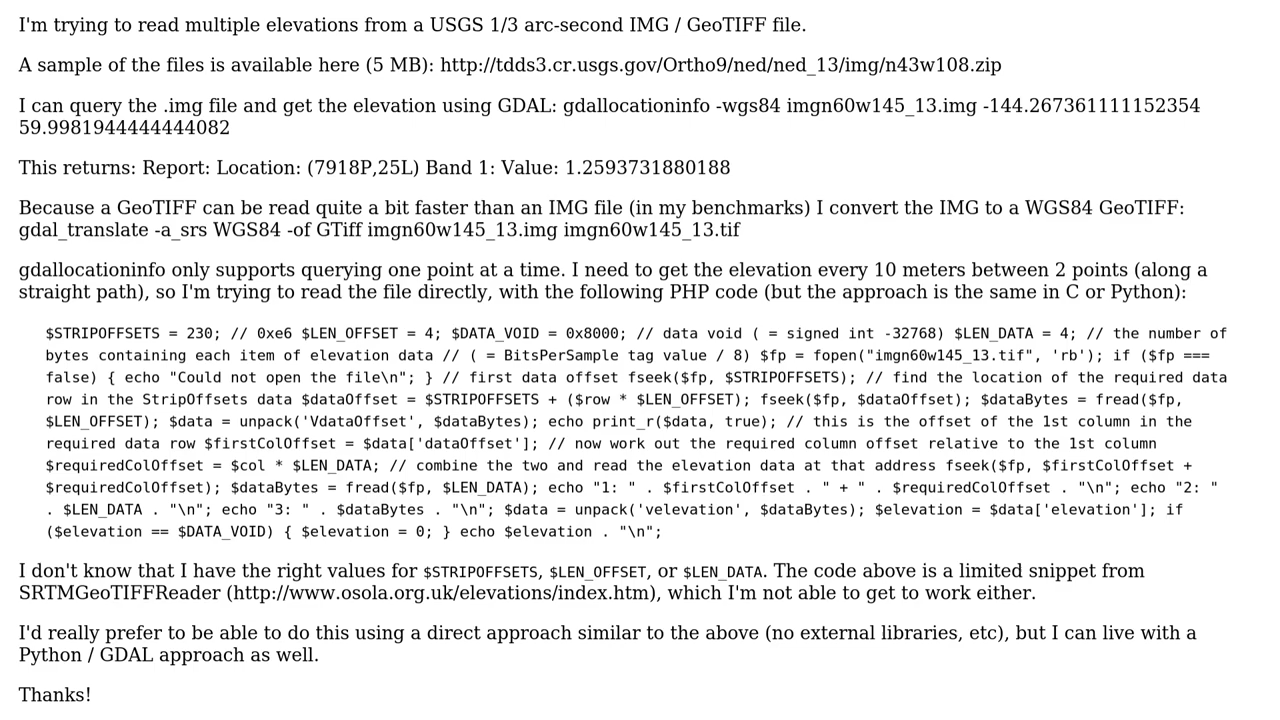 I'm trying to read multiple elevations from a USGS 1/3 arc-second IMG / GeoTIFF file.
A sample of the files is available here (5 MB): http://tdds3.cr.usgs.gov/Ortho9/ned/ned_13/img/n43w108.zip
I can query the .img file and get the elevation using GDAL: gdallocationinfo -wgs84 imgn60w145_13.img -144.267361111152354
59.9981944444444082
This returns: Report: Location: (7918P,25L) Band 1: Value: 1.2593731880188
Because a GeoTIFF can be read quite a bit faster than an IMG file (in my benchmarks) I convert the IMG to a WGS84 GeoTIFF:
gdal_translate -a_srs WGS84 -of GTiff imgn60w145_13.img imgn60w145_13.tif
gdallocationinfo only supports querying one point at a time. I need to get the elevation every 10 meters between 2 points (along a
straight path), so I'm trying to read the file directly, with the following PHP code (but the approach is the same in C or Python):
$STRIPOFFSETS = 230; // 0xe6 $LEN_OFFSET = 4; $DATA_VOID = 0x8000; // data void ( = signed int -32768) $LEN_DATA = 4; // the number of
bytes containing each item of elevation data // ( = BitsPerSample tag value / 8) $fp = fopen("imgn60w145_13.tif", 'rb'); if ($fp ===
false) { echo "Could not open the file\n"; } // first data offset fseek($fp, $STRIPOFFSETS); // find the location of the required data
row in the StripOffsets data $dataOffset = $STRIPOFFSETS + ($row * $LEN_OFFSET); fseek($fp, $dataOffset); $dataBytes = fread($fp,
$LEN_OFFSET); $data = unpack('VdataOffset', $dataBytes); echo print_r($data, true); // this is the offset of the 1st column in the
required data row $firstColOffset = $data['dataOffset']; // now work out the required column offset relative to the 1st column
$requiredColOffset = $col * $LEN_DATA; // combine the two and read the elevation data at that address fseek($fp, $firstColOffset +
$requiredColOffset); $dataBytes = fread($fp, $LEN_DATA); echo "1: " . $firstColOffset . " + " . $requiredColOffset . "\n"; echo "2: "
. $LEN_DATA . "\n"; echo "3: " . $dataBytes . "\n"; $data = unpack('velevation', $dataBytes); $elevation = $data['elevation']; if
($elevation == $DATA_VOID) { $elevation = 0; } echo $elevation . "\n";
I don't know that I have the right values for $STRIPOFFSETS, $LEN_OFFSET, or $LEN_DATA. The code above is a limited snippet from
SRTMGeoTIFFReader (http://www.osola.org.uk/elevations/index.htm), which I'm not able to get to work either.
I'd really prefer to be able to do this using a direct approach similar to the above (no external libraries, etc), but I can live with a
Python / GDAL approach as well.
Thanks!